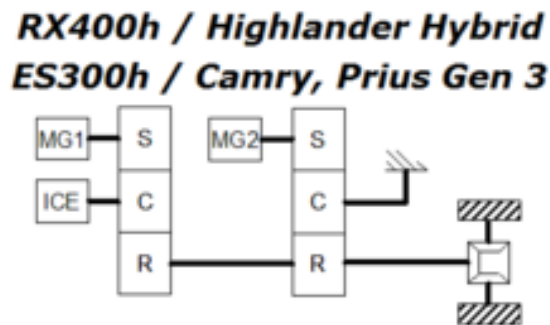 RX400h / Highlander Hybrid
ES300h / Camry, Prius Gen 3
MG1 S MG2 S
ICE C C
R R